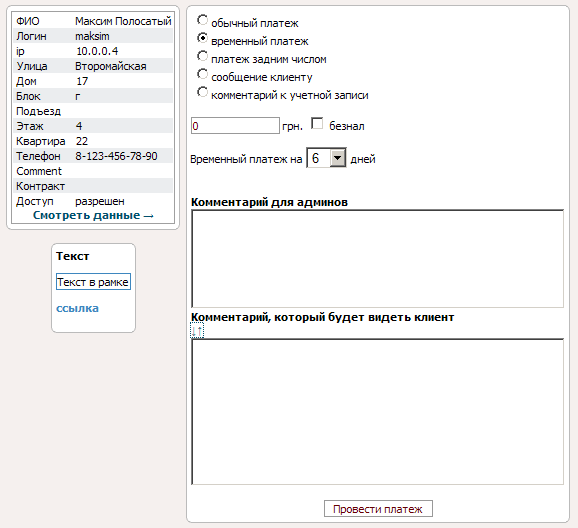 ФИО Максим Полосатый
Логин maksim
ip 10.0.0.4
Улица Второмайская
Дом 17
Блок г
Подъезд
Этаж 4
Квартира 22
Телефон 8-123-456-78-90
Comment
Контракт
Доступ разрешен
Смотреть данные →
Текст
Текст в рамке
ссылка
обычный платеж
временный платеж
платеж задним числом
сообщение клиенту
комментарий к учетной записи
0 грн. безнал
Временный платеж на 6 дней
Комментарий для админов
Комментарий, который будет видеть клиент
↓↑
Провести платеж